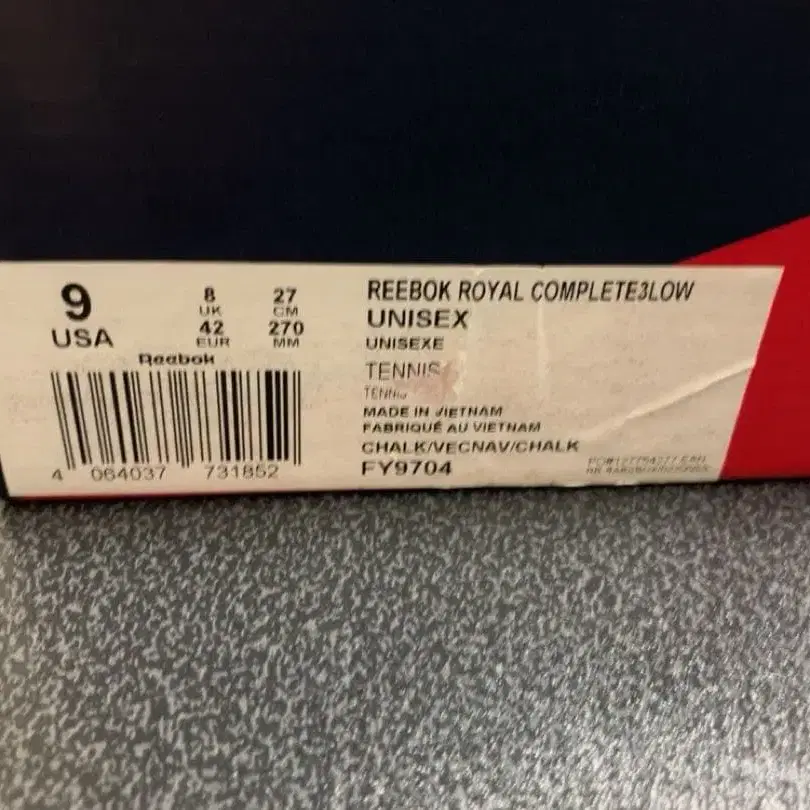 9
USA
8
UK
42
EUR
27
CM
270
MM
Reebok
4 064037 731852
REEBOK ROYAL COMPLETE3LOW
UNISEX
UNISEXE
TENNIS
TENNIS
MADE IN VIETNAM
FABRIQUÉ AU VIETNAM
CHALK/VECNAV/CHALK
FY9704